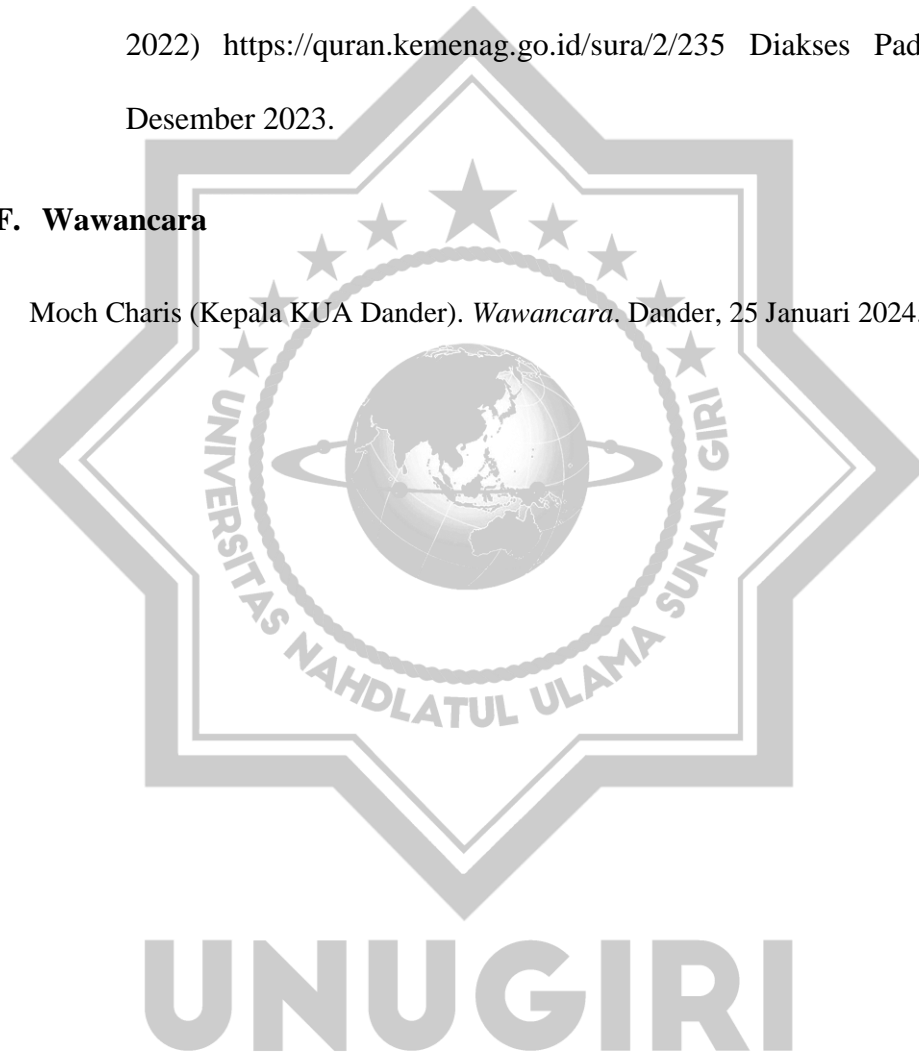 2022) https://quran.kemenag.go.id/sura/2/235 Diakses Pad
Desember 2023.
F. Wawancara
Moch Charis (Kepala KUA Dander). Wawancara. Dander, 25 Januari 2024.
UNIVERSITAS NAHDLATUL ULAMA SUNAN GIRI
UNUGIRI